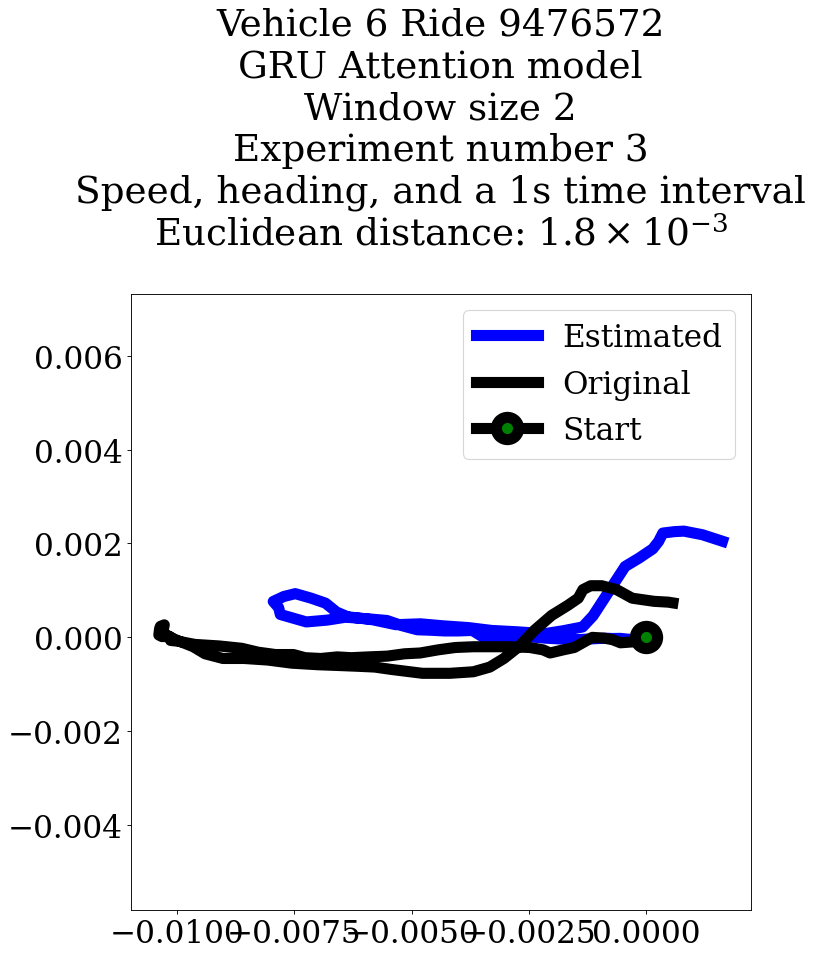 Vehicle 6 Ride 9476572
GRU Attention model
Window size 2
Experiment number 3
Speed, heading, and a 1s time interval
Euclidean distance: 1.8 × 10⁻³
Estimated
Original
Start
0.006
0.004
0.002
0.000
−0.002
−0.004
−0.0100 −0.0075 −0.0050 −0.0025 0.0000